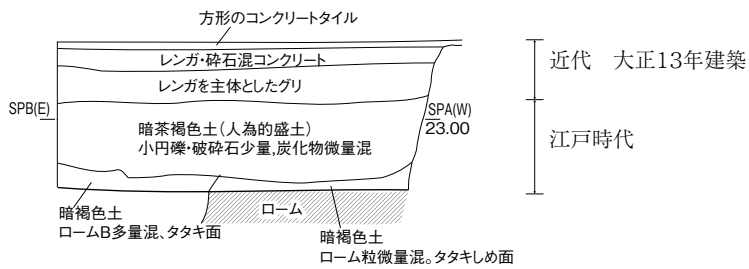 方形のコンクリートタイル
レンガ・砕石混コンクリート
レンガを主体としたグリ
近代　大正13年建築
SPB(E)
SPA(W)
23.00
暗茶褐色土(人為的盛土)
小円礫・破砕石少量,炭化物微量混
江戸時代
ローム
暗褐色土
ロームB多量混、タタキ面
暗褐色土
ローム粒微量混。タタキしめ面